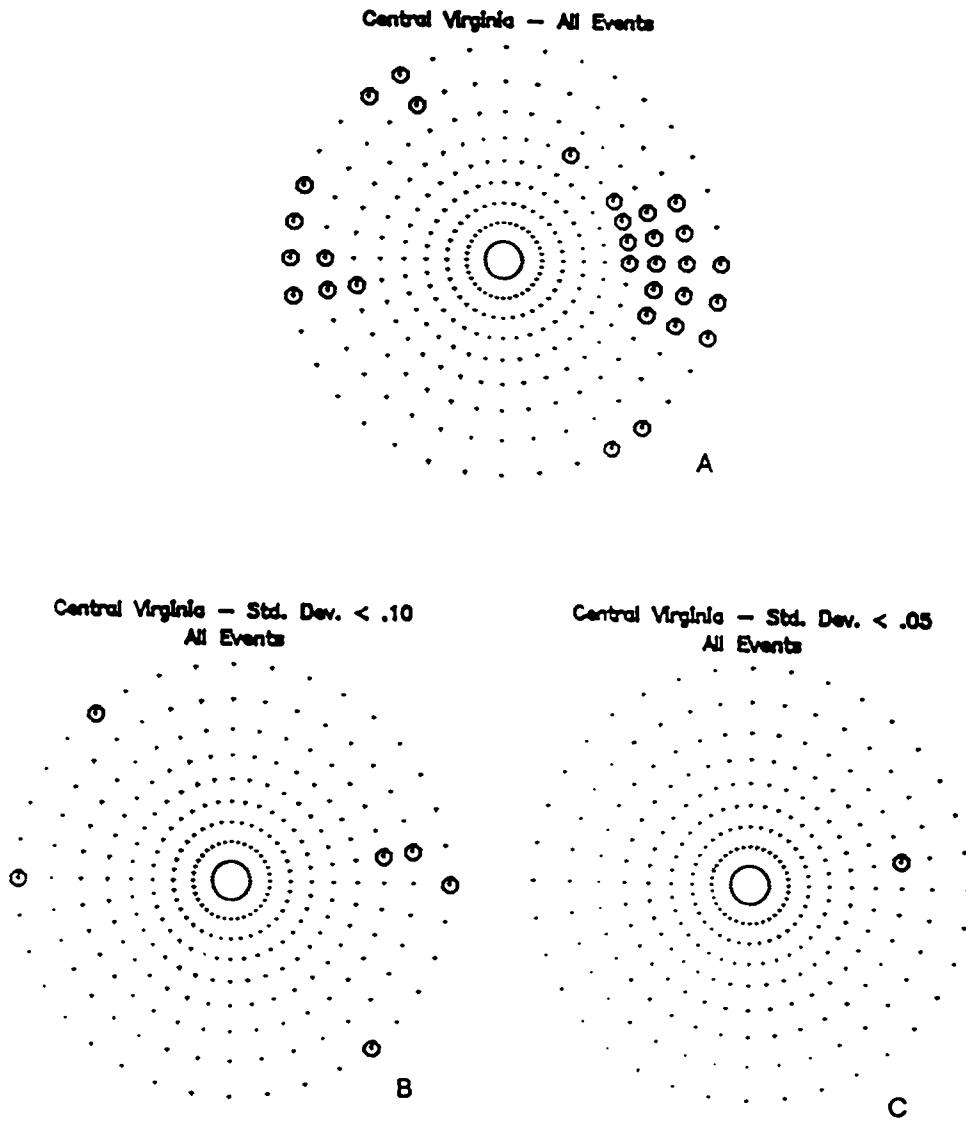 Central Virginia — All Events
A
Central Virginia — Std. Dev. < .10
All Events
B
Central Virginia — Std. Dev. < .05
All Events
C